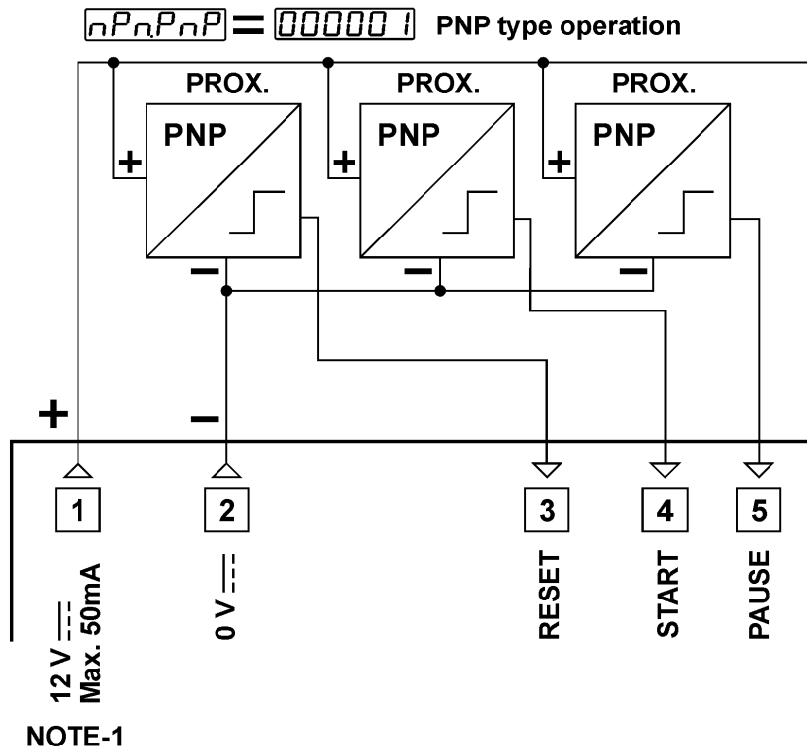 nPn.PnP = 000001 PNP type operation
PROX. PROX. PROX.
PNP PNP PNP
+ + +
− − −
+ −
1 2 3 4 5
12 V
Max. 50mA
0 V
RESET
START
PAUSE
NOTE-1